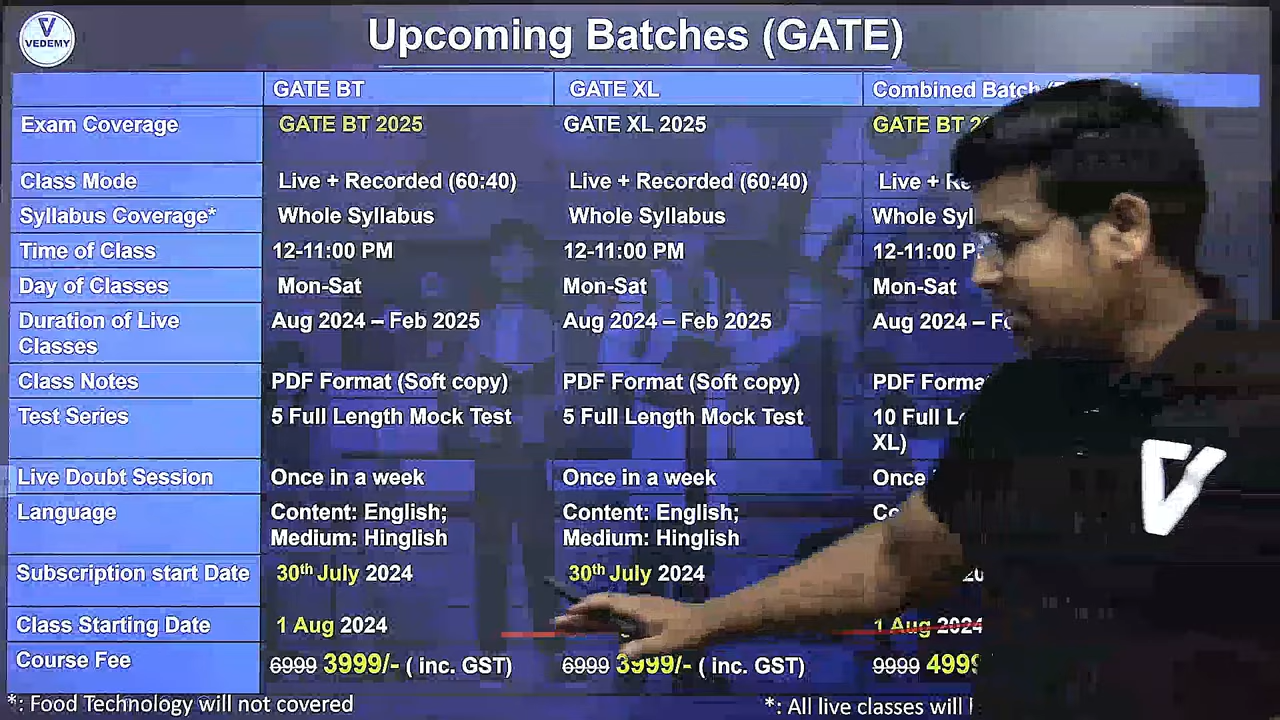 VEDEMY
Upcoming Batches (GATE)
GATE BT GATE XL Combined Batch
Exam Coverage GATE BT 2025 GATE XL 2025 GATE BT
Class Mode Live + Recorded (60:40) Live + Recorded (60:40) Live +
Syllabus Coverage* Whole Syllabus Whole Syllabus Whole
Time of Class 12-11:00 PM 12-11:00 PM 12-11:00
Day of Classes Mon-Sat Mon-Sat Mon-Sat
Duration of Live Aug 2024 – Feb 2025 Aug 2024 – Feb 2025 Aug 2024 –
Classes
Class Notes PDF Format (Soft copy) PDF Format (Soft copy) PDF
Test Series 5 Full Length Mock Test 5 Full Length Mock Test 10 Full
XL)
Live Doubt Session Once in a week Once in a week Once
Language Content: English; Content: English;
Medium: Hinglish Medium: Hinglish
Subscription start Date 30th July 2024 30th July 2024
Class Starting Date 1 Aug 2024 1 Aug 2024
Course Fee 6999 3999/- ( inc. GST) 6999 3999/- ( inc. GST) 9999
*: Food Technology will not covered *: All live classes will
V